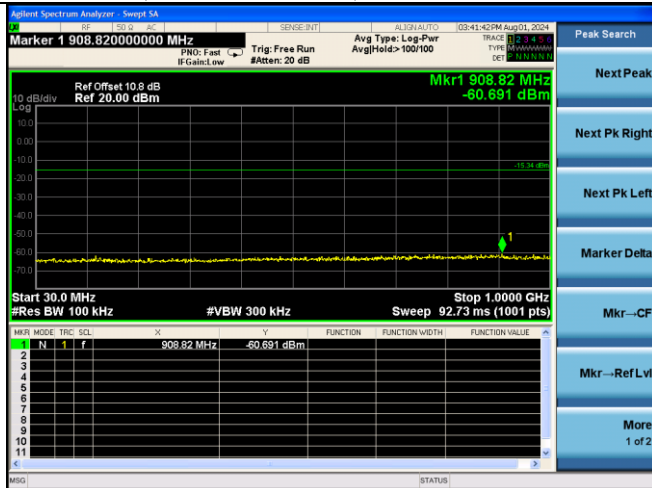 Agilent Spectrum Analyzer - Swept SA
RF 50 Ω AC SENSE:INT ALIGN AUTO 03:41:42 PM Aug 01, 2024
Marker 1 908.820000000 MHz
PNO: Fast
IFGain:Low
Trig: Free Run
#Atten: 20 dB
Avg Type: Log-Pwr
Avg|Hold:> 100/100
TRACE 1 2 3 4 5 6
TYPE M
DET P N N N N N
Ref Offset 10.8 dB
Ref 20.00 dBm
10 dB/div
Log
Mkr1 908.82 MHz
-60.691 dBm
10.0
0.00
-10.0
-15.34 dBm
-20.0
-30.0
-40.0
-50.0
1
-60.0
-70.0
Start 30.0 MHz
#Res BW 100 kHz
#VBW 300 kHz
Stop 1.0000 GHz
Sweep 92.73 ms (1001 pts)
MKR MODE TRC SCL X Y FUNCTION FUNCTION WIDTH FUNCTION VALUE
1 N 1 f 908.82 MHz -60.691 dBm
2
3
4
5
6
7
8
9
10
11
MSG STATUS
Peak Search
Next Peak
Next Pk Right
Next Pk Left
Marker Delta
Mkr→CF
Mkr→Ref Lvl
More
1 of 2